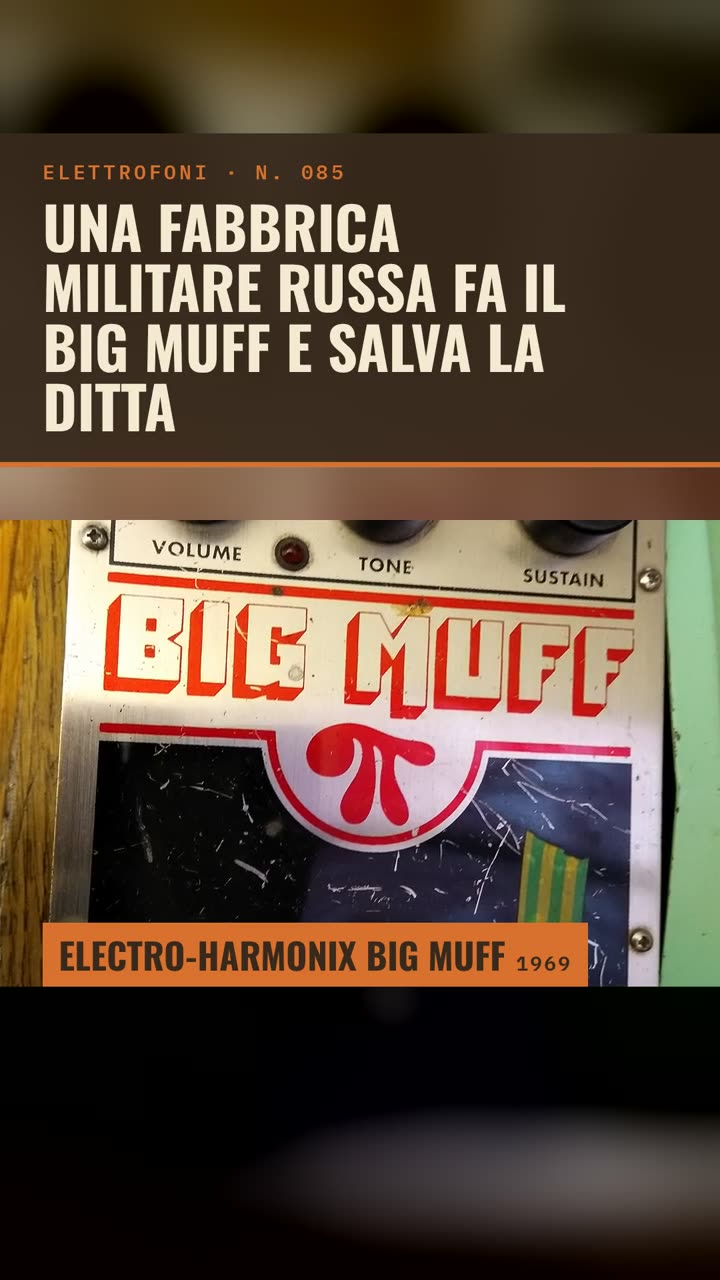 ELETTROFONI · N. 085
UNA FABBRICA
MILITARE RUSSA FA IL
BIG MUFF E SALVA LA
DITTA
VOLUME
TONE
SUSTAIN
BIG MUFF
π
ELECTRO-HARMONIX BIG MUFF 1969